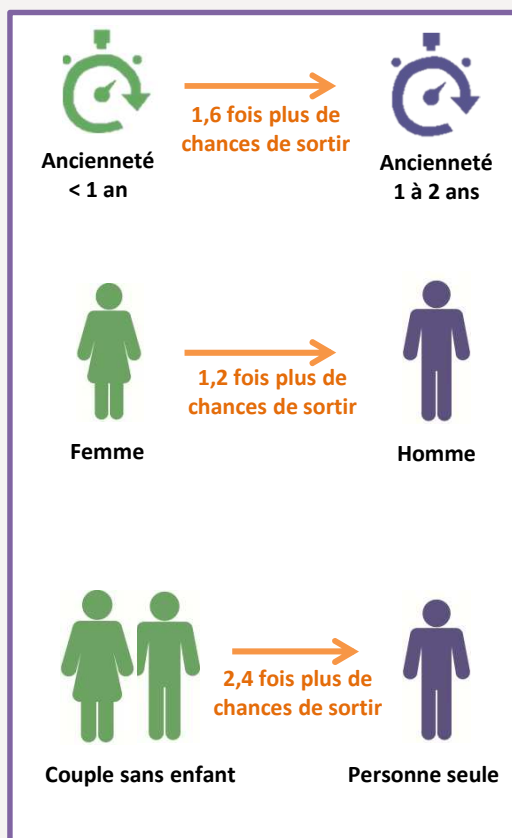 1,6 fois plus de
chances de sortir
Ancienneté
< 1 an
Ancienneté
1 à 2 ans
1,2 fois plus de
chances de sortir
Femme
Homme
2,4 fois plus de
chances de sortir
Couple sans enfant
Personne seule